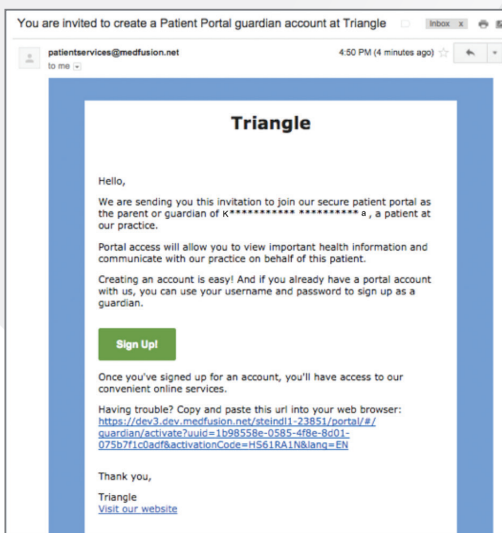 You are invited to create a Patient Portal guardian account at Triangle
Inbox x
patientservices@medfusion.net
4:50 PM (4 minutes ago)
to me
Triangle
Hello,
We are sending you this invitation to join our secure patient portal as
the parent or guardian of K*********** **********a, a patient at
our practice.
Portal access will allow you to view important health information and
communicate with our practice on behalf of this patient.
Creating an account is easy! And if you already have a portal account
with us, you can use your username and password to sign up as a
guardian.
Sign Up!
Once you've signed up for an account, you'll have access to our
convenient online services.
Having trouble? Copy and paste this url into your web browser:
https://dev3.dev.medfusion.net/steindl1-23851/portal/#/
guardian/activate?uuid=1b98558e-0585-4f8e-8d01-
075b7f1c0adf&activationCode=HS61RA1N&lang=EN
Thank you,
Triangle
Visit our website